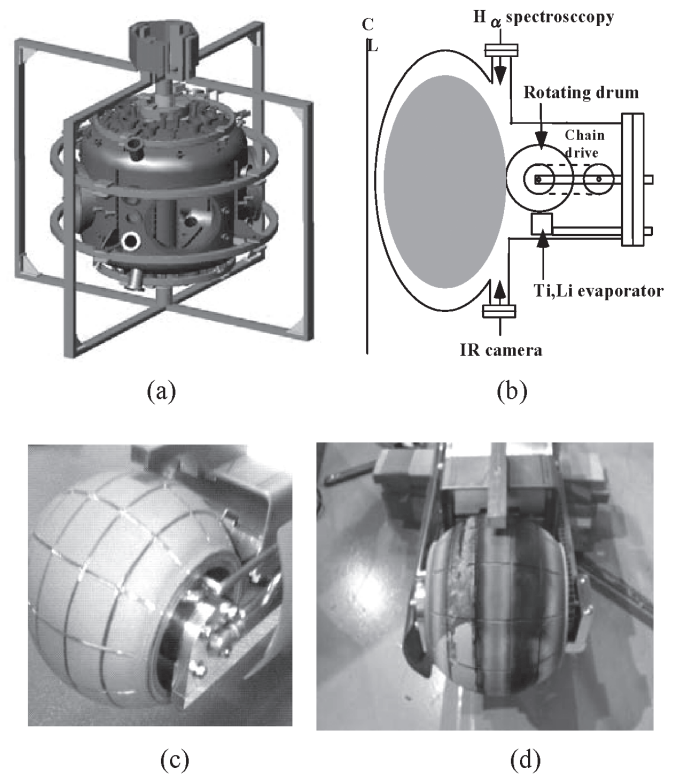 C
L
H α spectrosccopy
Rotating drum
Chain
drive
Ti,Li evaporator
IR camera
(a)
(b)
(c)
(d)